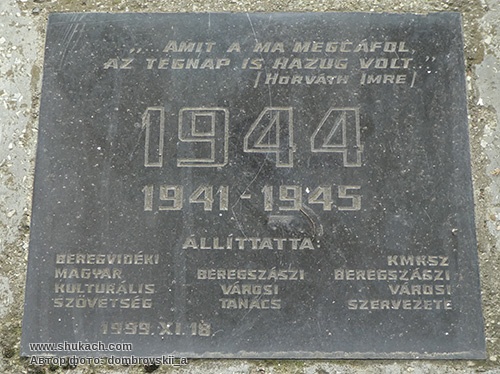 „...AMIT A MA MEGCÁFOL,
AZ TEGNAP IS HAZUG VOLT."
/HORVÁTH IMRE/
1944
1941-1945
ÁLLÍTTATTA:
BEREGVIDÉKI
MAGYAR
KULTURÁLIS
SZÖVETSÉG
BEREGSZÁSZI
VÁROSI
TANÁCS
KMKSZ
BEREGSZÁSZI
VÁROSI
SZERVEZETE
1999.XI.18
www.shukach.com
Автор фото- dombrovskii_a